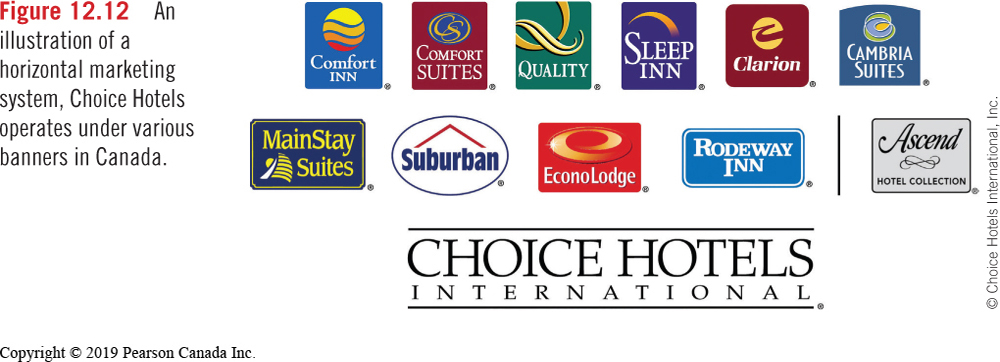 Figure 12.12 An
illustration of a
horizontal marketing
system, Choice Hotels
operates under various
banners in Canada.
Comfort
INN ®
CS
COMFORT
SUITES ®
QUALITY ®
SLEEP
INN ®
Clarion ®
CAMBRIA
SUITES ®
MainStay
Suites ®
Suburban ®
EconoLodge ®
RODEWAY
INN ®
Ascend
HOTEL COLLECTION ®
CHOICE HOTELS
INTERNATIONAL ®
© Choice Hotels International, Inc.
Copyright © 2019 Pearson Canada Inc.